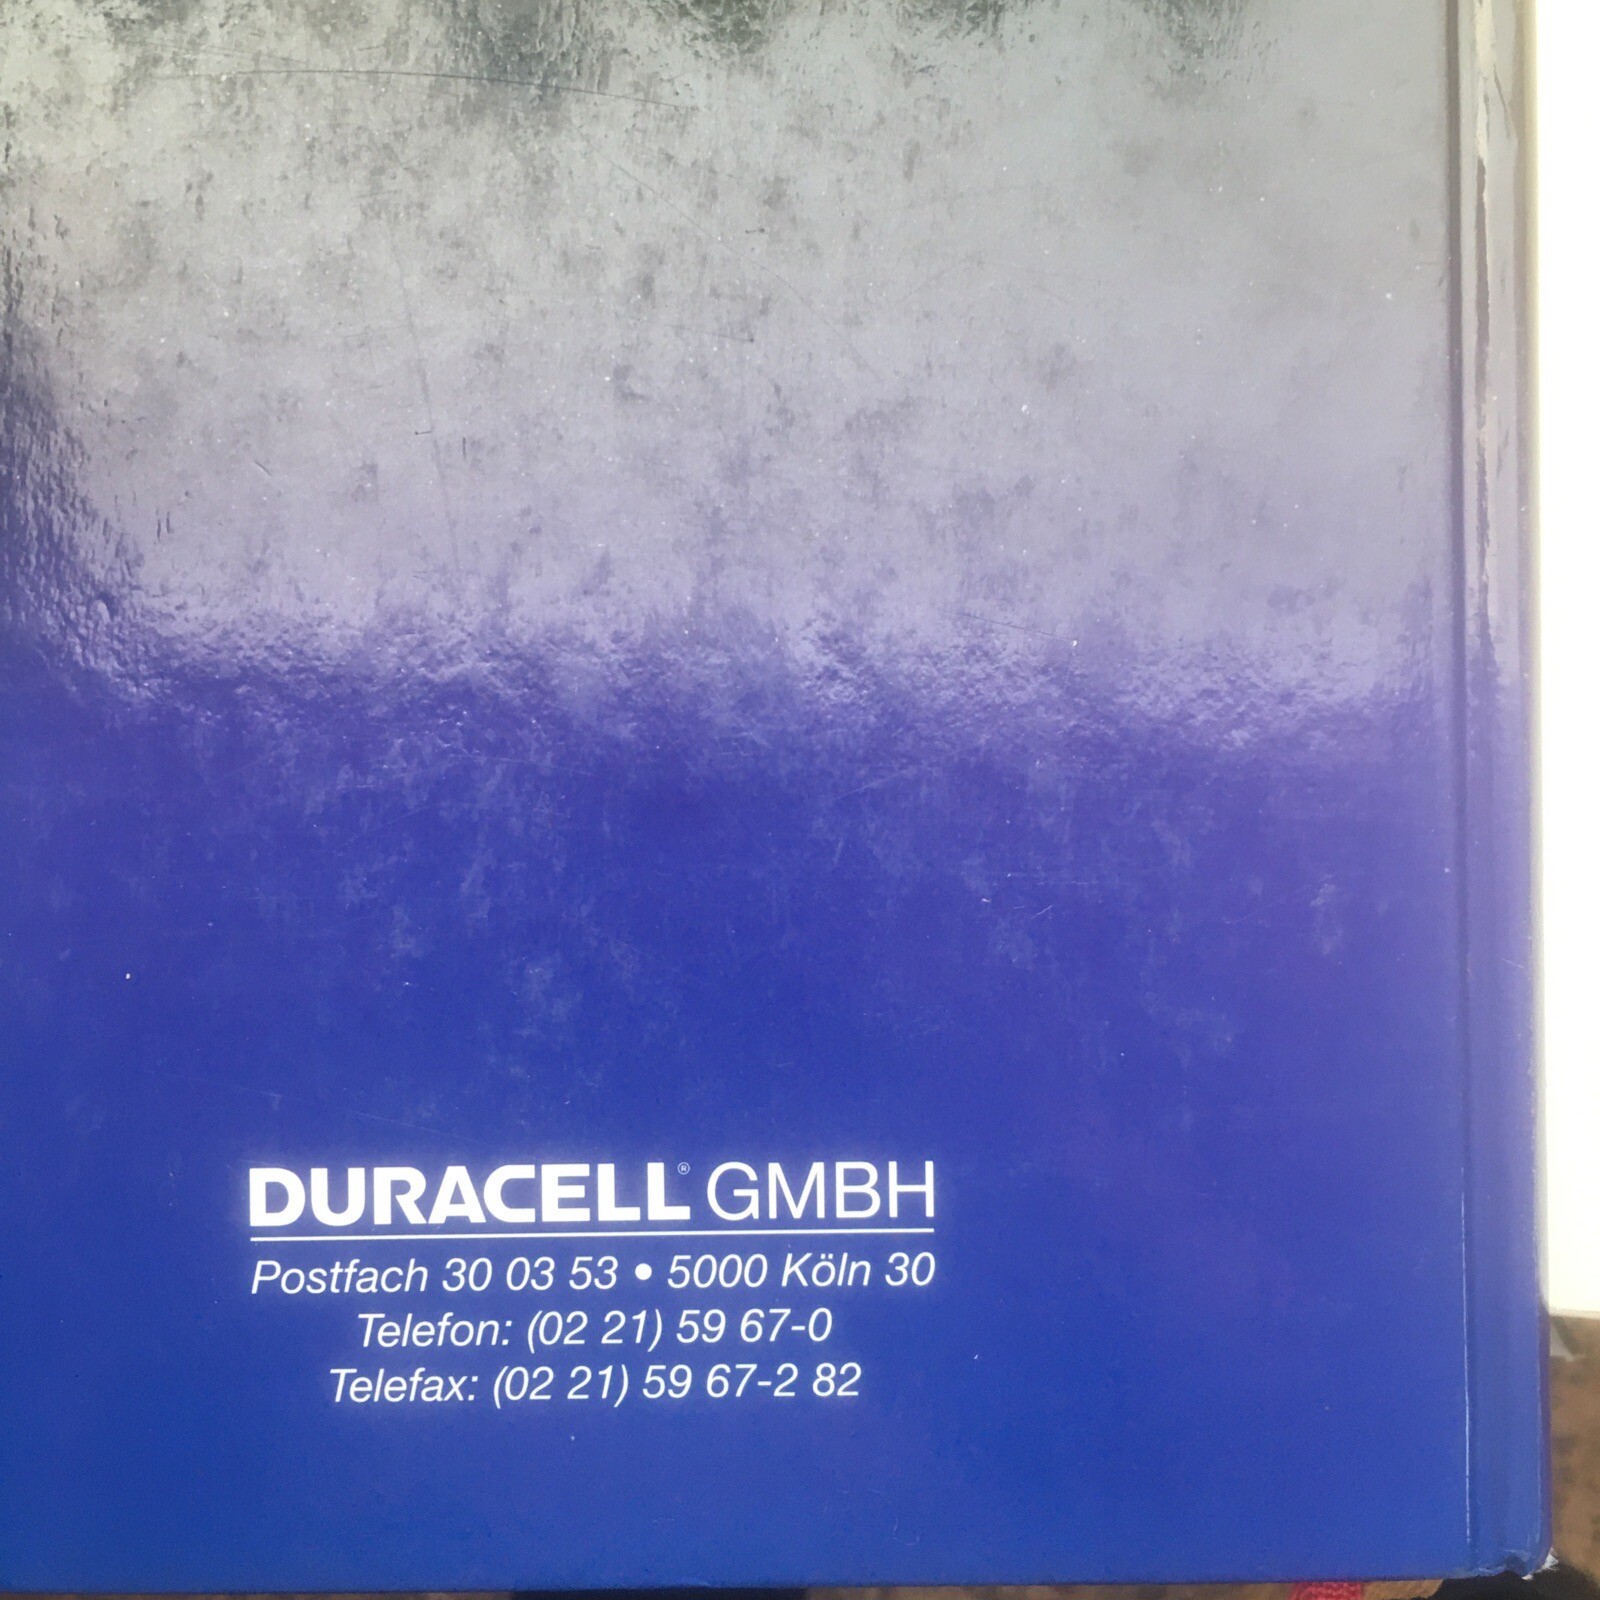 DURACELL® GMBH
Postfach 30 03 53 • 5000 Köln 30
Telefon: (02 21) 59 67-0
Telefax: (02 21) 59 67-2 82